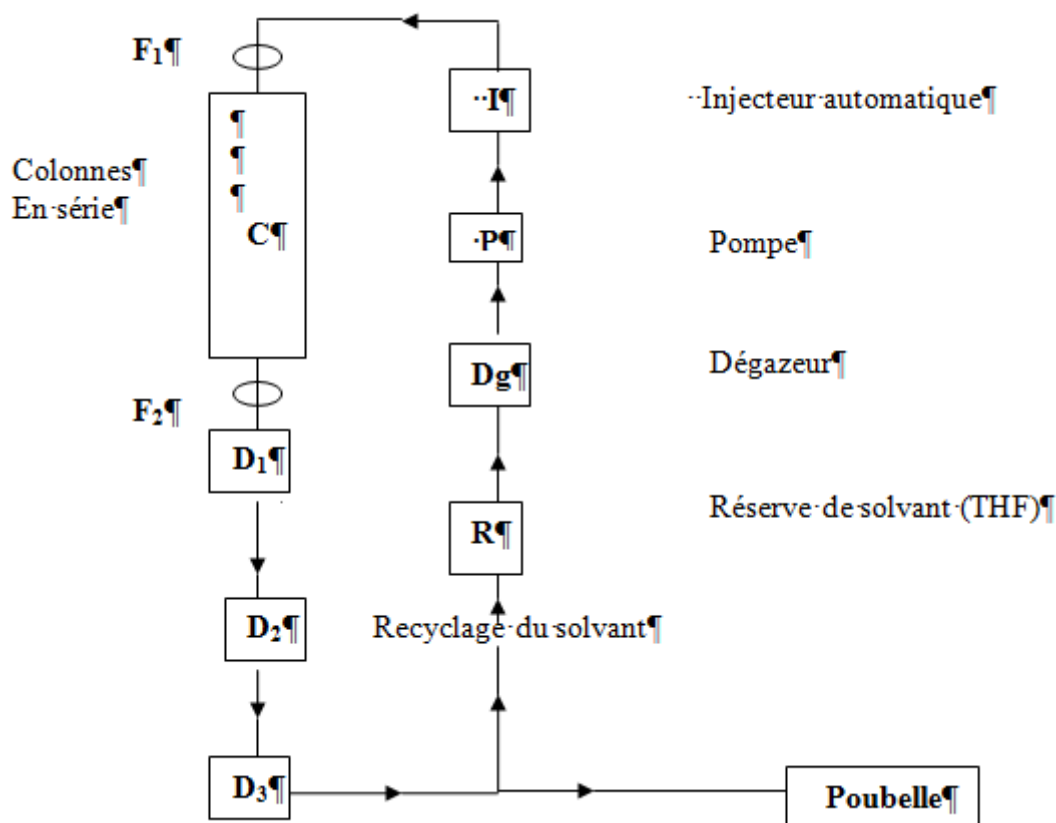 F₁¶
··I¶
··Injecteur·automatique¶
¶
¶
¶
C¶
Colonnes¶
En·série¶
·P¶
Pompe¶
Dg¶
Dégazeur¶
F₂¶
D₁¶
R¶
Réserve·de·solvant·(THF)¶
D₂¶
Recyclage·du·solvant¶
D₃¶
Poubelle¶